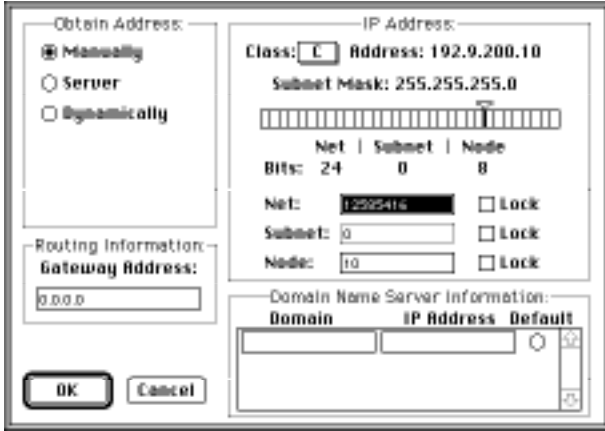 Obtain Address:
Manually
Server
Dynamically
Routing Information:
Gateway Address:
0.0.0.0
OK
Cancel
IP Address:
Class: C Address: 192.9.200.10
Subnet Mask: 255.255.255.0
Net | Subnet | Node
Bits: 24 0 8
Net: 12585416 Lock
Subnet: 0 Lock
Node: 10 Lock
Domain Name Server Information:
Domain IP Address Default